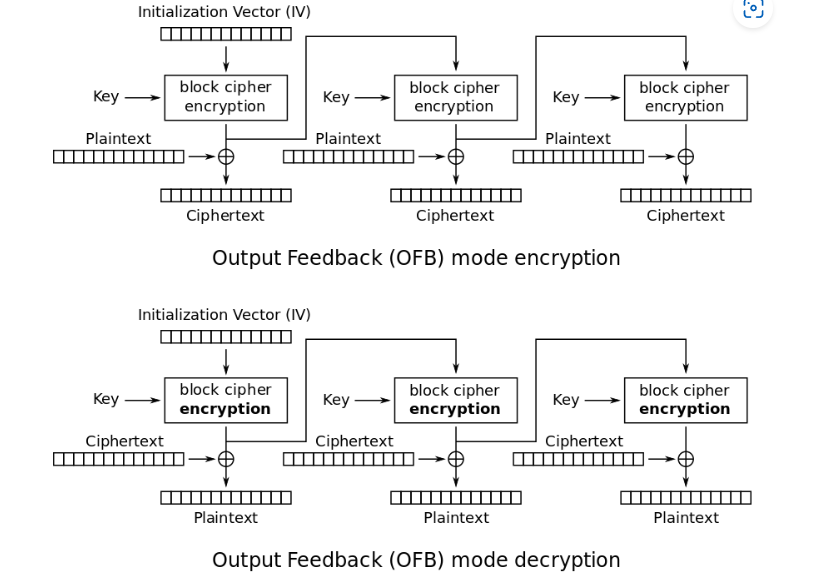 Initialization Vector (IV)
Key
block cipher
encryption
Key
block cipher
encryption
Key
block cipher
encryption
Plaintext
Plaintext
Plaintext
Ciphertext
Ciphertext
Ciphertext
Output Feedback (OFB) mode encryption
Initialization Vector (IV)
Key
block cipher
encryption
Key
block cipher
encryption
Key
block cipher
encryption
Ciphertext
Ciphertext
Ciphertext
Plaintext
Plaintext
Plaintext
Output Feedback (OFB) mode decryption